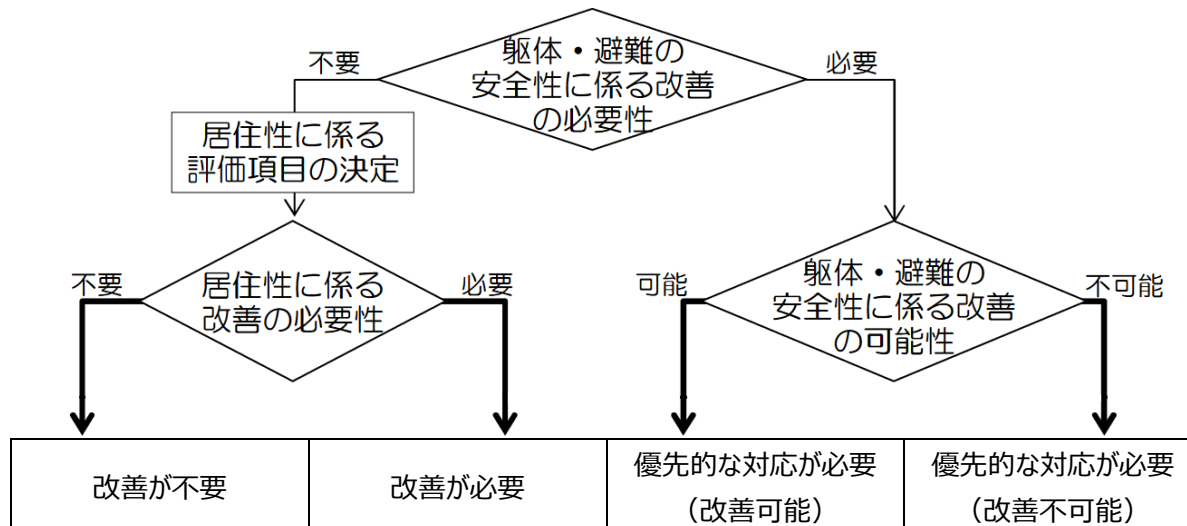 躯体・避難の
安全性に係る改善
の必要性
不要
必要
居住性に係る
評価項目の決定
不要
居住性に係る
改善の必要性
必要
可能
躯体・避難の
安全性に係る改善
の可能性
不可能
改善が不要
改善が必要
優先的な対応が必要
（改善可能）
優先的な対応が必要
（改善不可能）